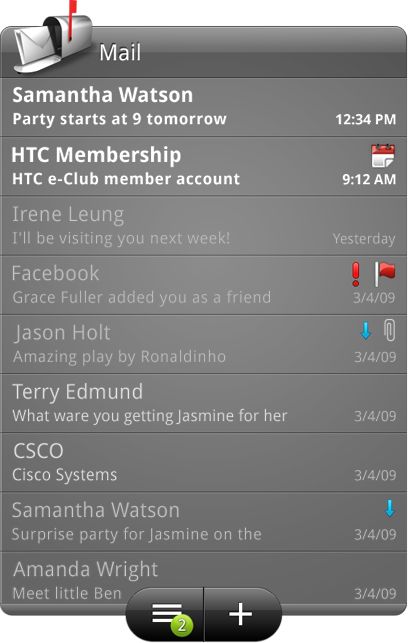 Mail
Samantha Watson
Party starts at 9 tomorrow 12:34 PM
HTC Membership
HTC e-Club member account 9:12 AM
Irene Leung
I'll be visiting you next week! Yesterday
Facebook
Grace Fuller added you as a friend 3/4/09
Jason Holt
Amazing play by Ronaldinho 3/4/09
Terry Edmund
What ware you getting Jasmine for her 3/4/09
CSCO
Cisco Systems 3/4/09
Samantha Watson
Surprise party for Jasmine on the 3/4/09
Amanda Wright
Meet little Ben 3/4/09
2